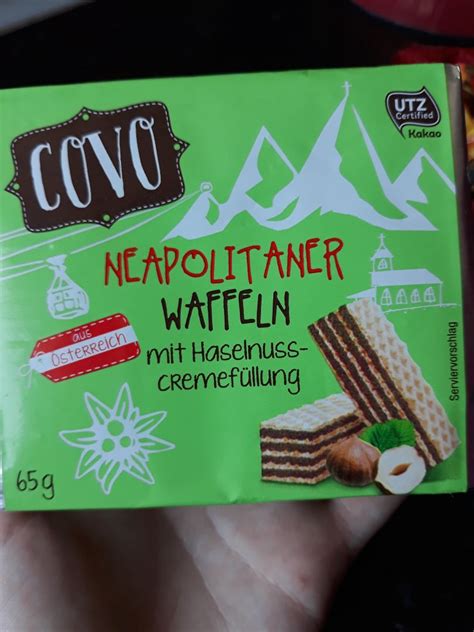 COVO
UTZ
Certified
Kakao
NEAPOLITANER
WAFFELN
mit Haselnuss-
cremefüllung
aus
Österreich
Serviervorschlag
65g